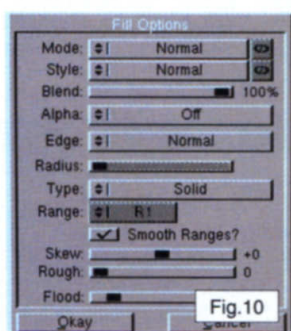 Fill Options
Mode: Normal
Style: Normal
Blend: 100%
Alpha: Off
Edge: Normal
Radius:
Type: Solid
Range: R1
Smooth Ranges?
Skew: +0
Rough: 0
Flood:
Fig.10
Okay Cancel